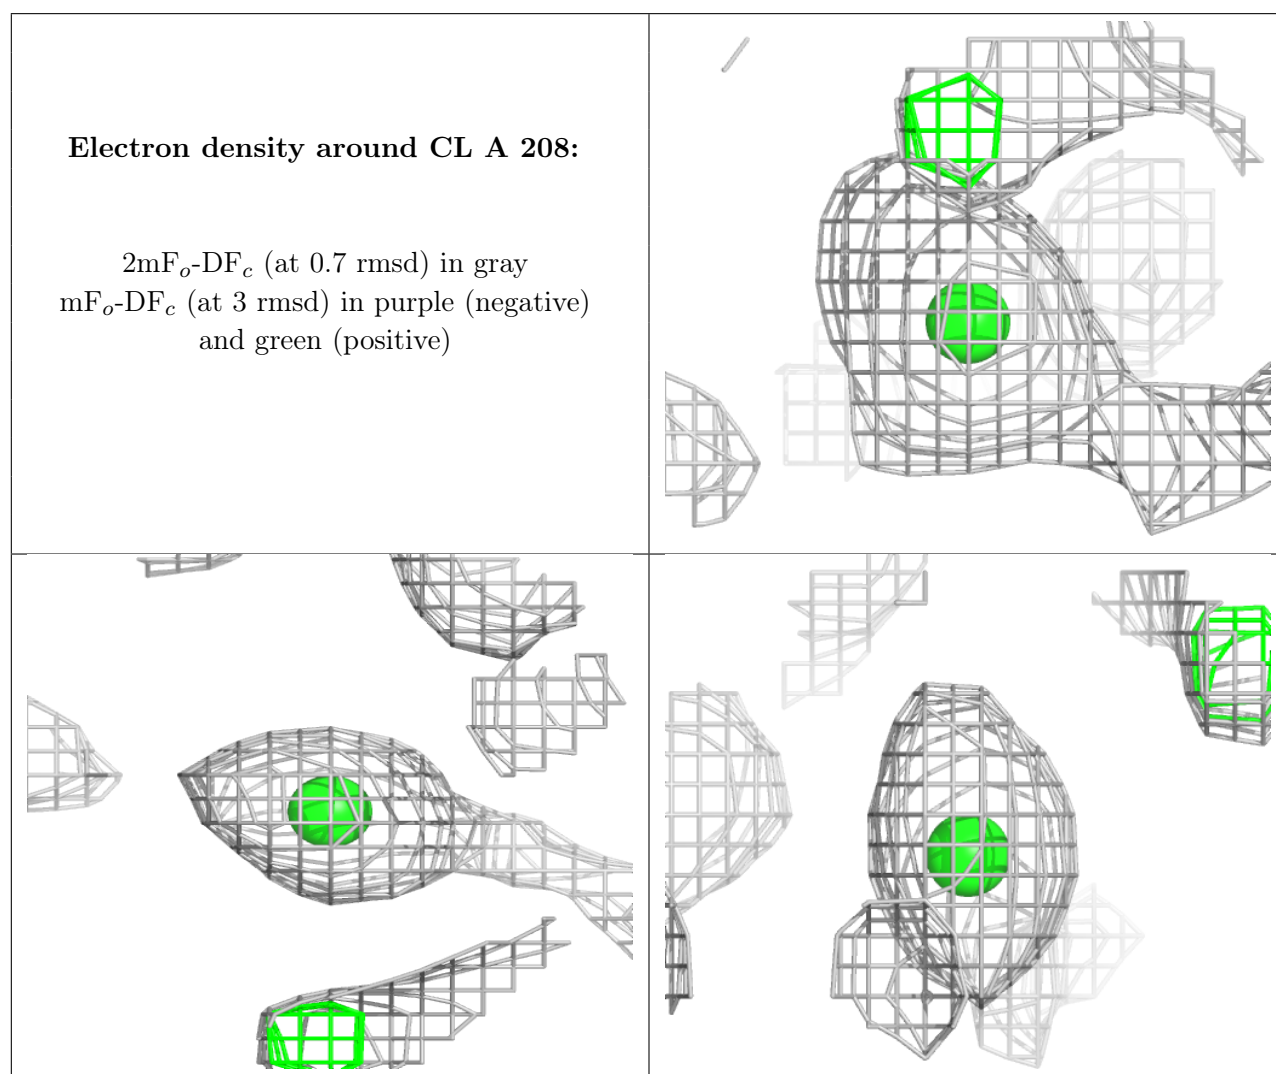 Electron density around CL A 208:
2mFo-DFc (at 0.7 rmsd) in gray
mFo-DFc (at 3 rmsd) in purple (negative)
and green (positive)